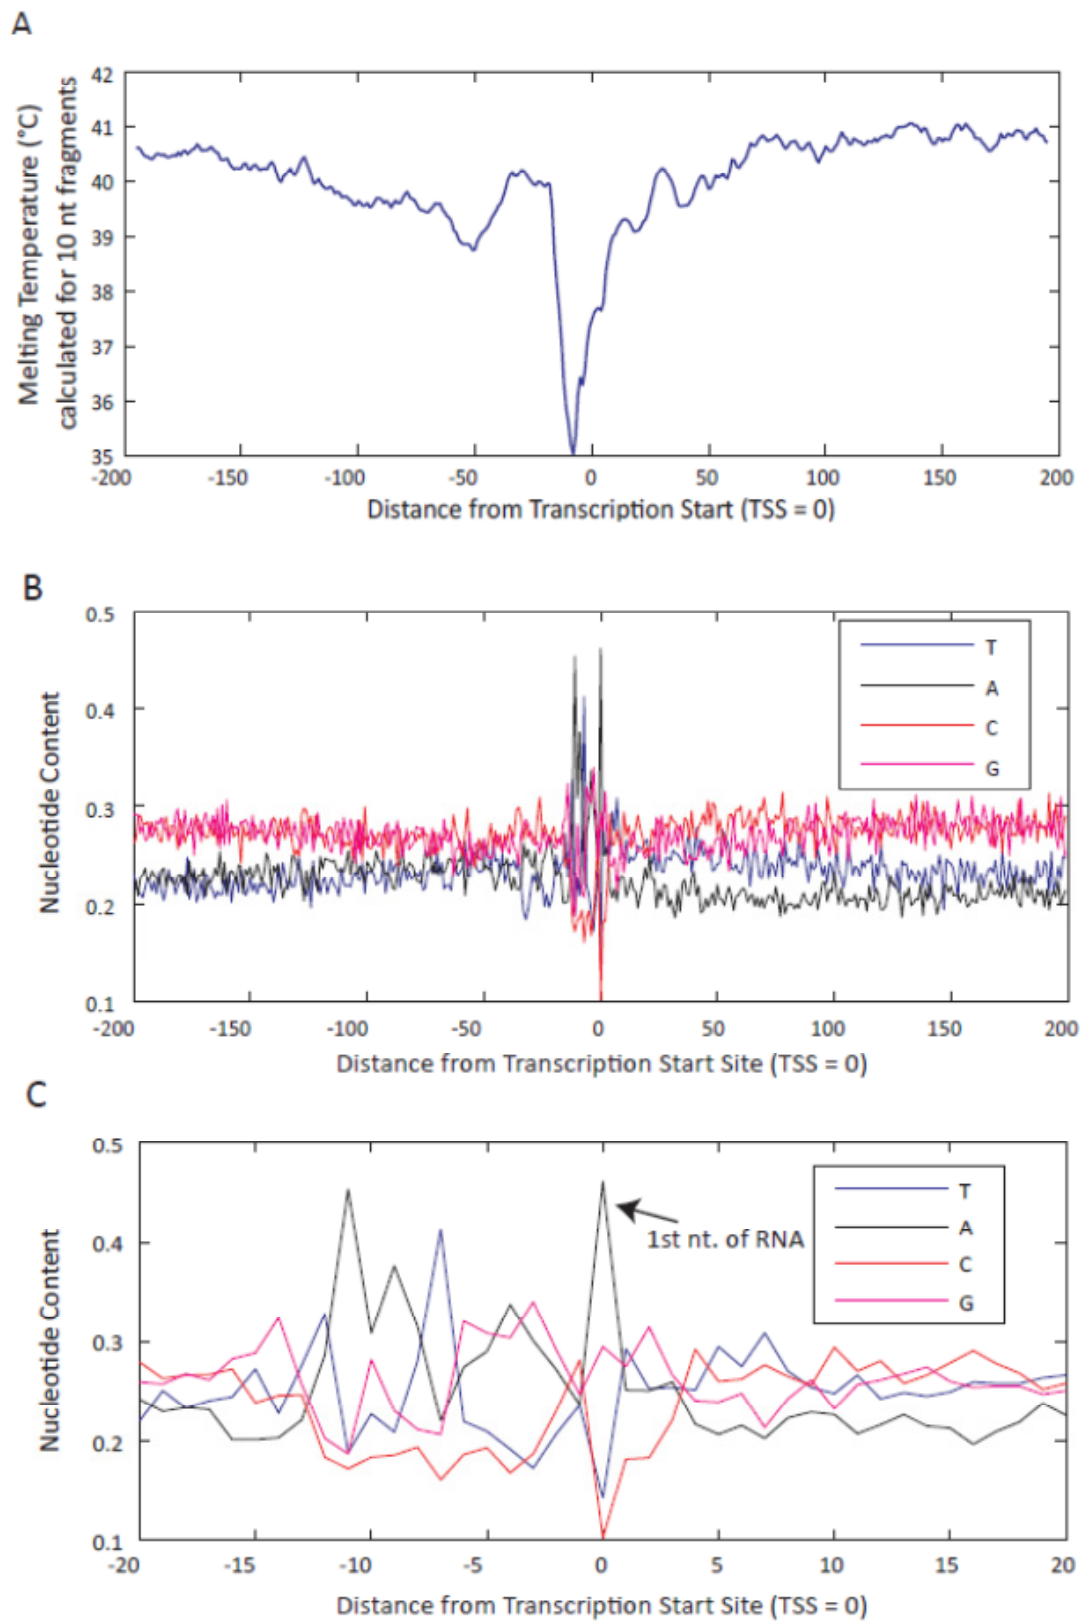 A
Melting Temperature (°C)
calculated for 10 nt fragments
42
41
40
39
38
37
36
35
-200 -150 -100 -50 0 50 100 150 200
Distance from Transcription Start (TSS = 0)
B
Nucleotide Content
0.5
0.4
0.3
0.2
0.1
T
A
C
G
-200 -150 -100 -50 0 50 100 150 200
Distance from Transcription Start Site (TSS = 0)
C
Nucleotide Content
0.5
0.4
0.3
0.2
0.1
1st nt. of RNA
T
A
C
G
-20 -15 -10 -5 0 5 10 15 20
Distance from Transcription Start Site (TSS = 0)